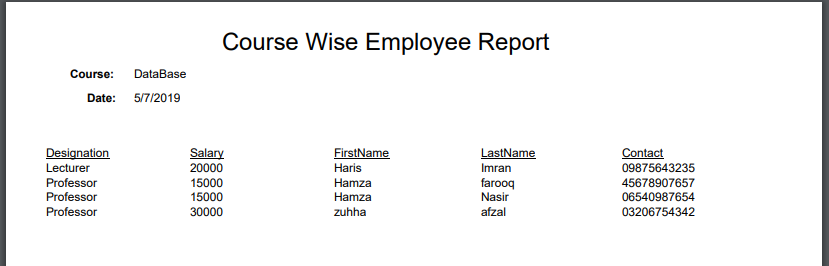 Course Wise Employee Report
Course: DataBase
Date: 5/7/2019
Designation Salary FirstName LastName Contact
Lecturer 20000 Haris Imran 09875643235
Professor 15000 Hamza farooq 45678907657
Professor 15000 Hamza Nasir 06540987654
Professor 30000 zuhha afzal 03206754342